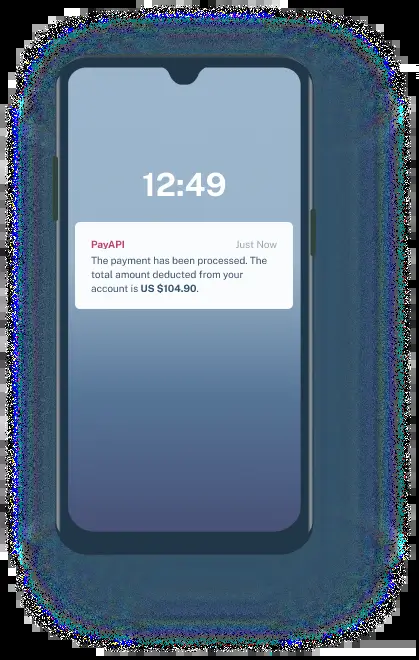 12:49
PayAPI Just Now
The payment has been processed. The
total amount deducted from your
account is US $104.90.